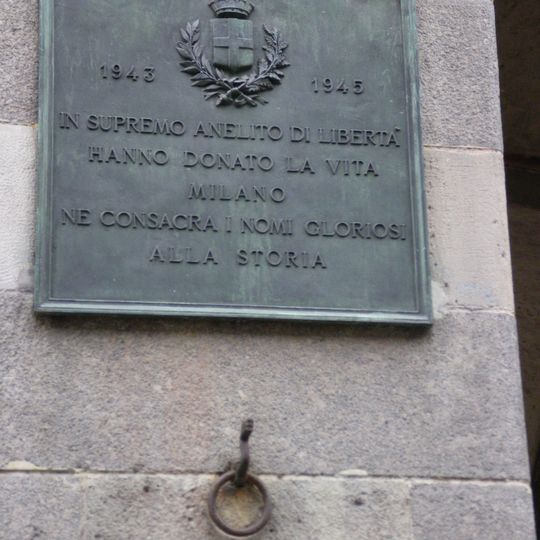 1943 1945
IN SUPREMO ANELITO DI LIBERTÀ
HANNO DONATO LA VITA
MILANO
NE CONSACRA I NOMI GLORIOSI
ALLA STORIA